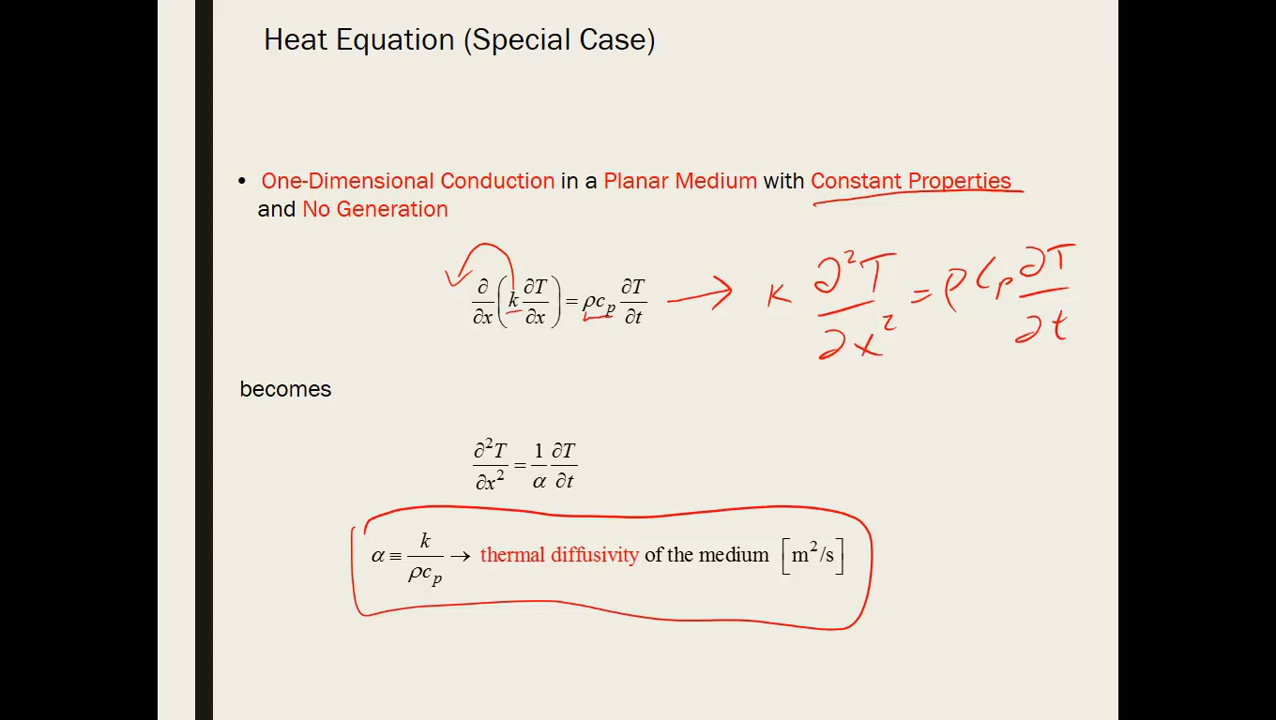 Heat Equation (Special Case)
• One-Dimensional Conduction in a Planar Medium with Constant Properties
and No Generation
∂/∂x (k ∂T/∂x) = ρc_p ∂T/∂t → k ∂²T/∂x² = ρC_p ∂T/∂t
becomes
∂²T/∂x² = 1/α ∂T/∂t
α ≡ k/ρc_p → thermal diffusivity of the medium [m²/s]